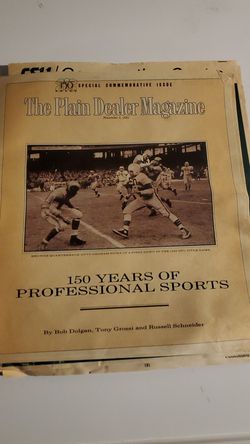 150
SPECIAL COMMEMORATIVE ISSUE
The Plain Dealer Magazine
150 YEARS OF
PROFESSIONAL SPORTS
By Bob Dolgan, Tony Grossi and Russell Schneider